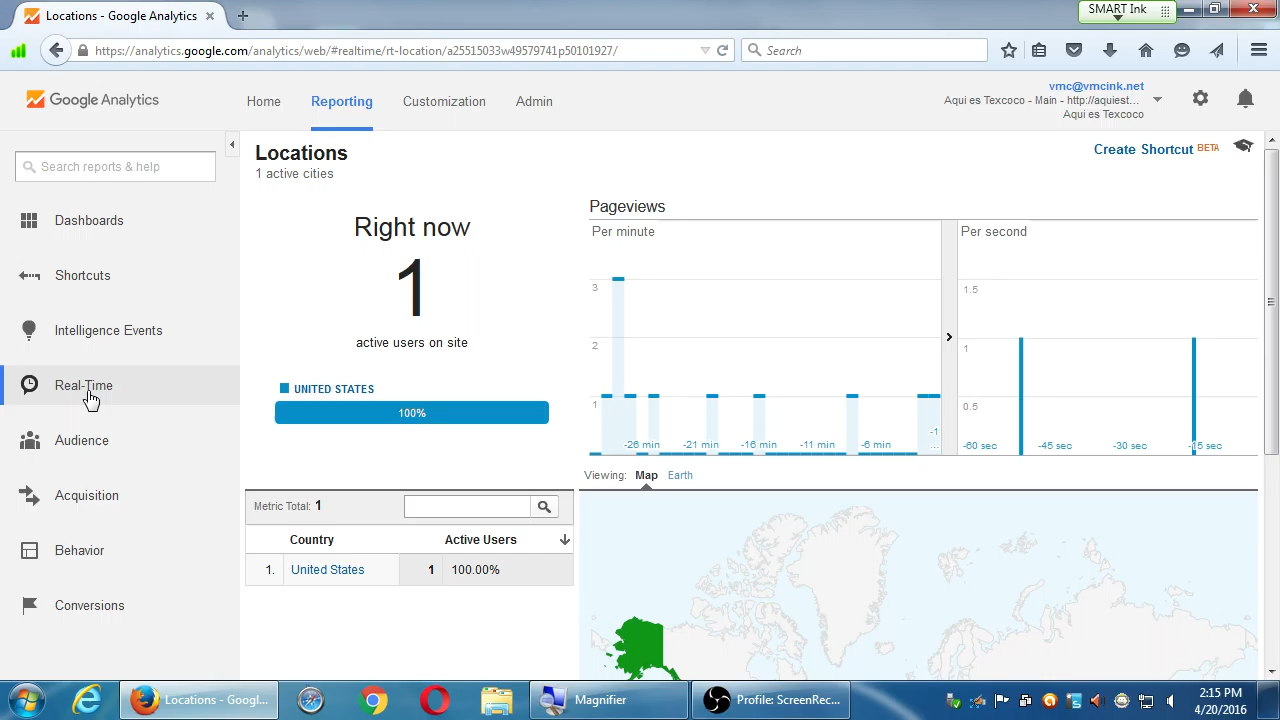 Locations - Google Analytics
SMART Ink
https://analytics.google.com/analytics/web/#realtime/rt-location/a25515033w49579741p50101927/
Search
Google Analytics
Home
Reporting
Customization
Admin
vmc@vmcink.net
Aqui es Texcoco - Main - http://aquiest...
Aqui es Texcoco
Search reports & help
Dashboards
Shortcuts
Intelligence Events
Real-Time
Audience
Acquisition
Behavior
Conversions
Locations
1 active cities
Create Shortcut BETA
Right now
1
active users on site
UNITED STATES
100%
Pageviews
Per minute
3
2
1
-26 min
-21 min
-16 min
-11 min
-6 min
-1
...
Per second
1.5
1
0.5
-60 sec
-45 sec
-30 sec
-15 sec
Viewing: Map Earth
Metric Total: 1
Country Active Users
1. United States 1 100.00%
Locations - Googl...
Magnifier
Profile: ScreenRec...
2:15 PM
4/20/2016